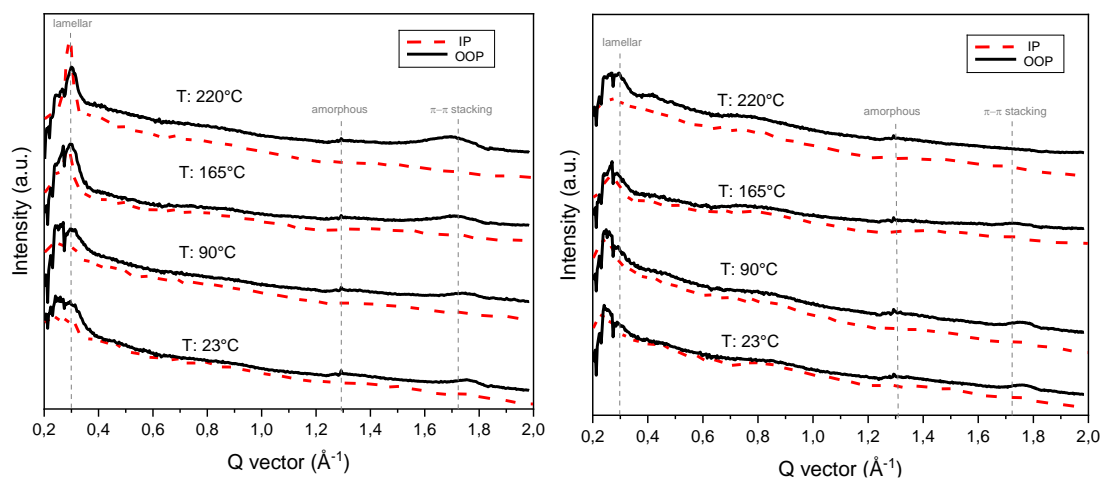 lamellar
IP
OOP
T: 220°C
amorphous
π−π stacking
T: 165°C
T: 90°C
T: 23°C
Intensity (a.u.)
0,2 0,4 0,6 0,8 1,0 1,2 1,4 1,6 1,8 2,0
Q vector (Å-1)
lamellar
IP
OOP
T: 220°C
amorphous
π−π stacking
T: 165°C
T: 90°C
T: 23°C
Intensity (a.u.)
0,2 0,4 0,6 0,8 1,0 1,2 1,4 1,6 1,8 2,0
Q vector (Å-1)